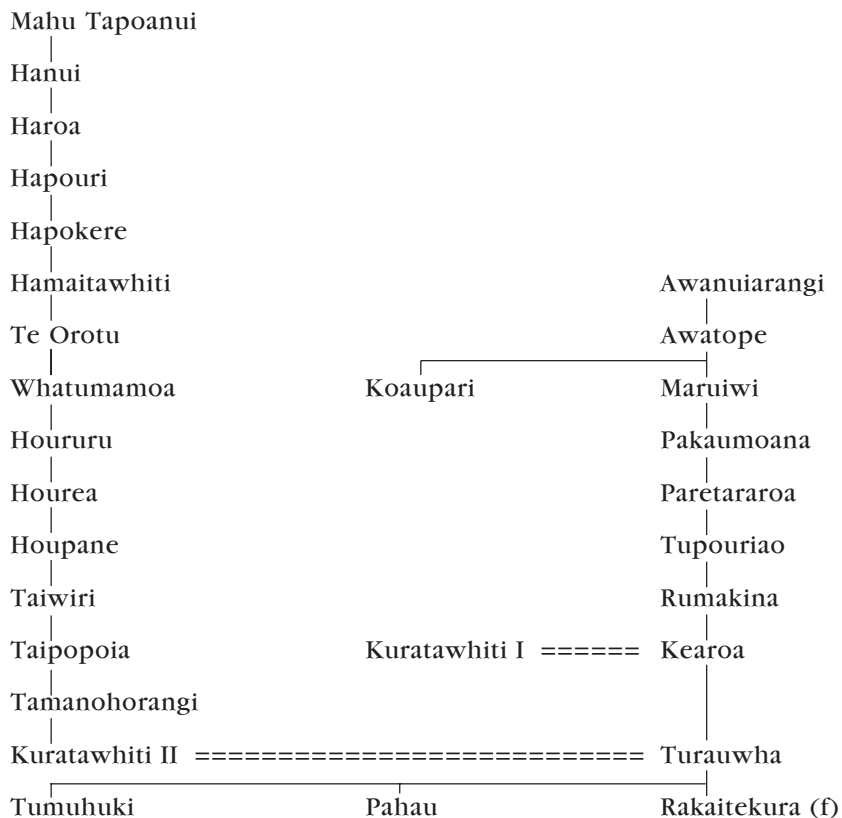 Mahu Tapoanui
Hanui
Haroa
Hapouri
Hapokere
Hamaitawhiti Awanuiarangi
Te Orotu Awatope
Whatumamoa Koaupari Maruiwi
Houruru Pakaumoana
Hourea Paretararoa
Houpane Tupouriao
Taiwiri Rumakina
Taipopoia Kuratawhiti I ====== Kearoa
Tamanohorangi
Kuratawhiti II =========================== Turauwha
Tumuhuki Pahau Rakaitekura (f)